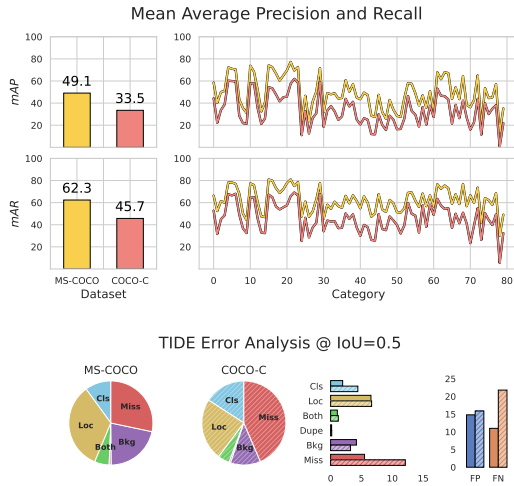 Mean Average Precision and Recall
100
80
60
40
20
mAP
49.1
33.5
100
80
60
40
20
100
80
60
40
20
mAR
62.3
45.7
MS-COCO
COCO-C
Dataset
100
80
60
40
20
0
10
20
30
40
50
60
70
80
Category
TIDE Error Analysis @ IoU=0.5
MS-COCO
Cls
Miss
Loc
Both
Bkg
COCO-C
Cls
Miss
Loc
Bkg
Cls
Loc
Both
Dupe
Bkg
Miss
0
5
10
15
25
20
15
10
5
0
FP
FN